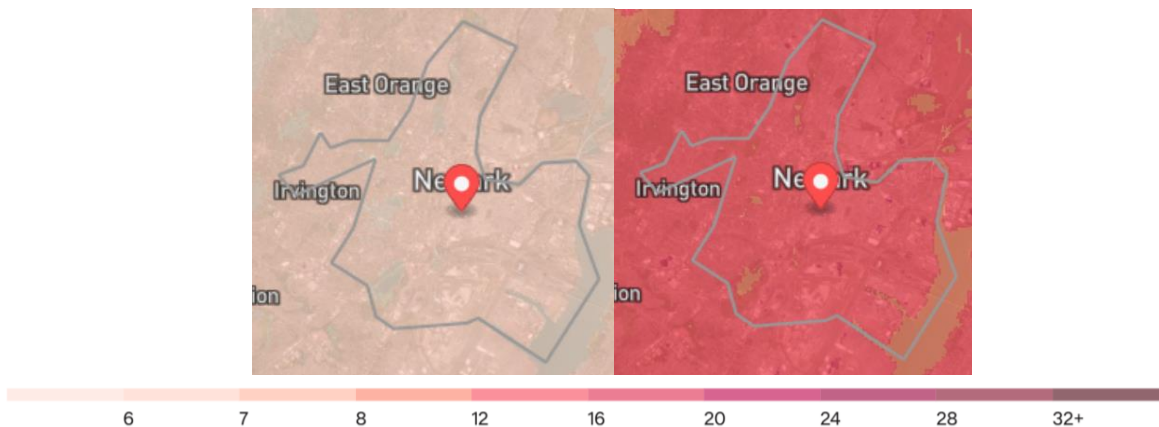 East Orange
East Orange
Newark
Newark
Irvington
Irvington
ion
ion
6 7 8 12 16 20 24 28 32+